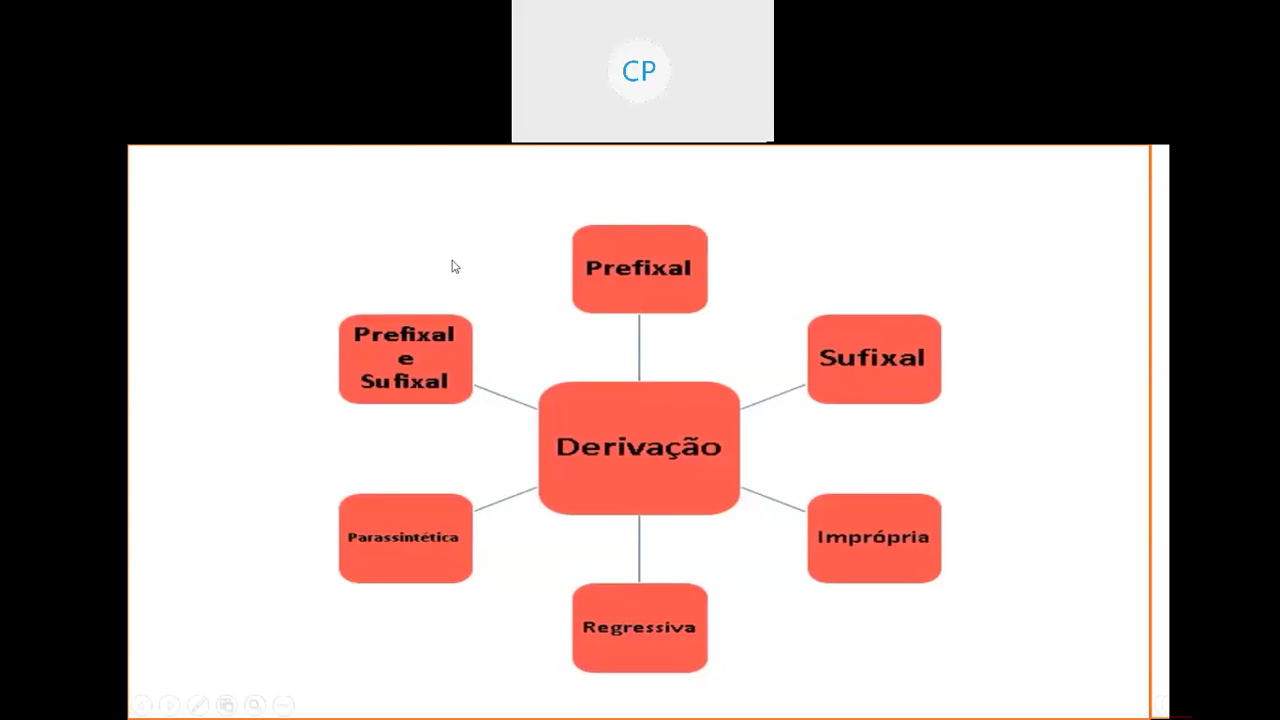 CP
Prefixal
Prefixal
e
Sufixal
Sufixal
Derivação
Parassintética
Imprópria
Regressiva